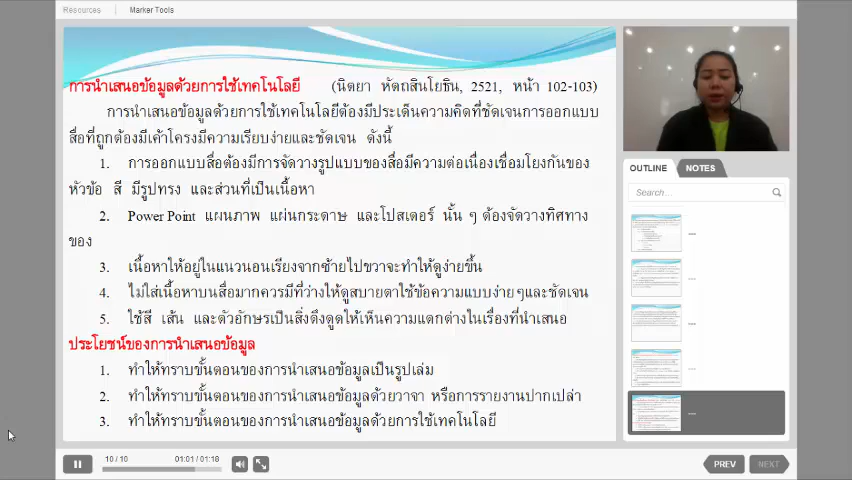 Resources
Marker Tools
การนำเสนอข้อมูลด้วยการใช้เทคโนโลยี (นิตยา หัตถสินโยธิน, 2521, หน้า 102-103)
การนำเสนอข้อมูลด้วยการใช้เทคโนโลยีต้องมีประเด็นความคิดที่ชัดเจนการออกแบบ
สื่อที่ถูกต้องมีเค้าโครงมีความเรียบง่ายและชัดเจน ดังนี้
1. การออกแบบสื่อต้องมีการจัดวางรูปแบบของสื่อมีความต่อเนื่องเชื่อมโยงกันของ
หัวข้อ สี มีรูปทรง และส่วนที่เป็นเนื้อหา
2. Power Point แผนภาพ แผ่นกระดาษ และโปสเตอร์ นั้น ๆ ต้องจัดวางทิศทาง
ของ
3. เนื้อหาให้อยู่ในแนวนอนเรียงจากซ้ายไปขวาจะทำให้ดูง่ายขึ้น
4. ไม่ใส่เนื้อหาบนสื่อมากควรมีที่ว่างให้ดูสบายตาใช้ข้อความแบบง่ายๆและชัดเจน
5. ใช้สี เส้น และตัวอักษรเป็นสิ่งดึงดูดให้เห็นความแตกต่างในเรื่องที่นำเสนอ
ประโยชน์ของการนำเสนอข้อมูล
1. ทำให้ทราบขั้นตอนของการนำเสนอข้อมูลเป็นรูปเล่ม
2. ทำให้ทราบขั้นตอนของการนำเสนอข้อมูลด้วยวาจา หรือการรายงานปากเปล่า
3. ทำให้ทราบขั้นตอนของการนำเสนอข้อมูลด้วยการใช้เทคโนโลยี
OUTLINE
NOTES
Search...
10 / 10
01:01 / 01:18
PREV
NEXT